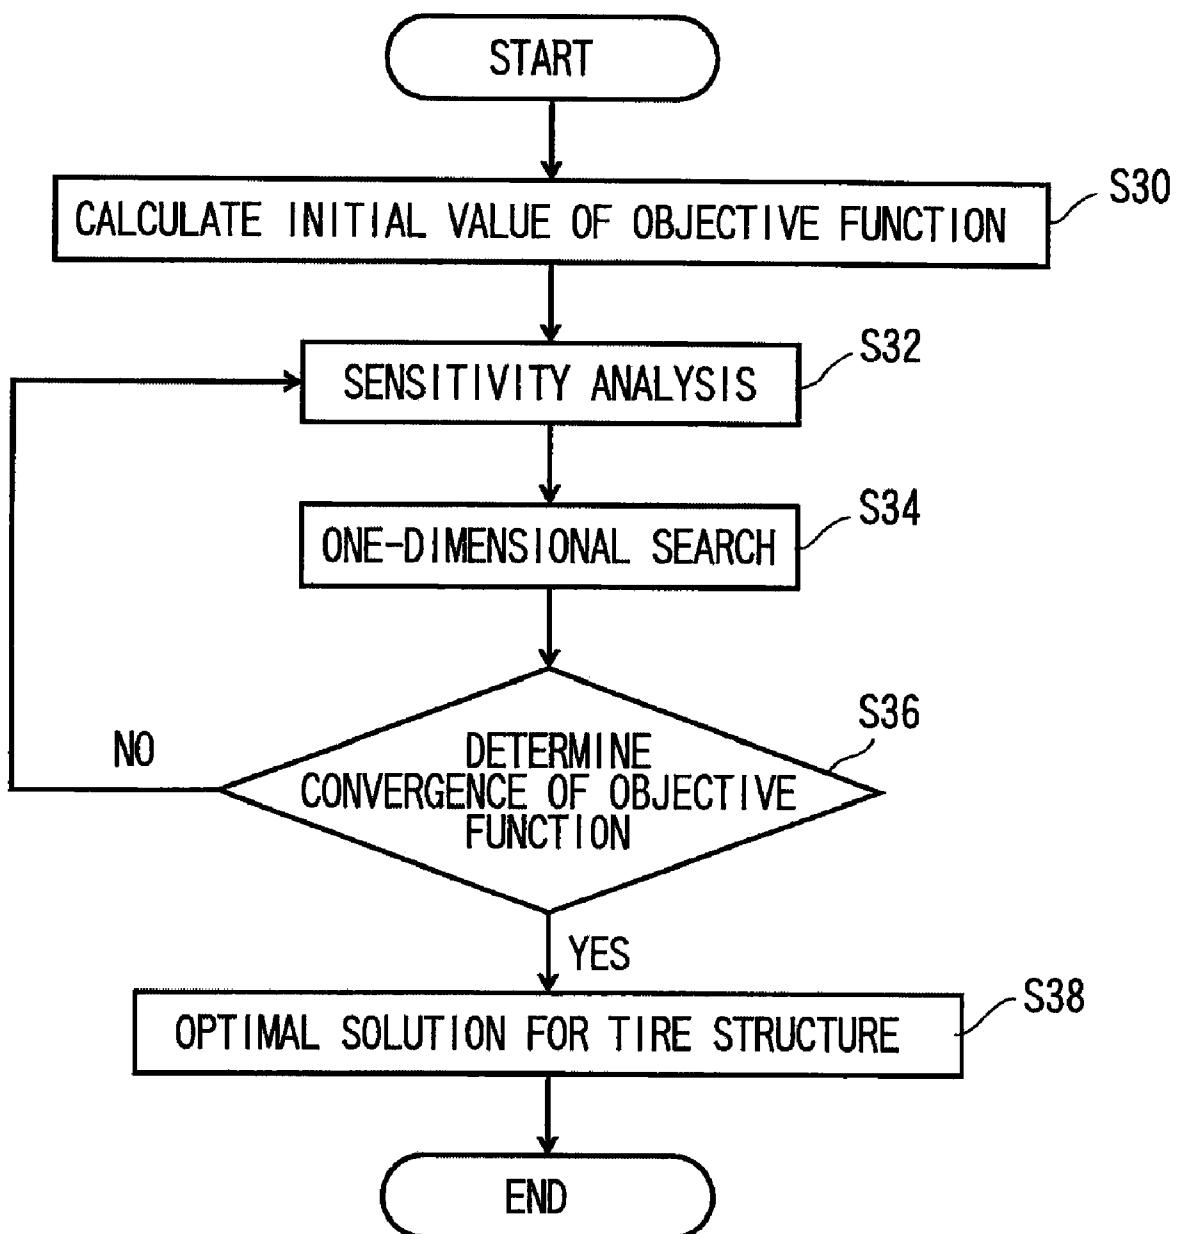 START
CALCULATE INITIAL VALUE OF OBJECTIVE FUNCTION
S30
SENSITIVITY ANALYSIS
S32
ONE-DIMENSIONAL SEARCH
S34
DETERMINE
CONVERGENCE OF OBJECTIVE
FUNCTION
S36
NO
YES
OPTIMAL SOLUTION FOR TIRE STRUCTURE
S38
END